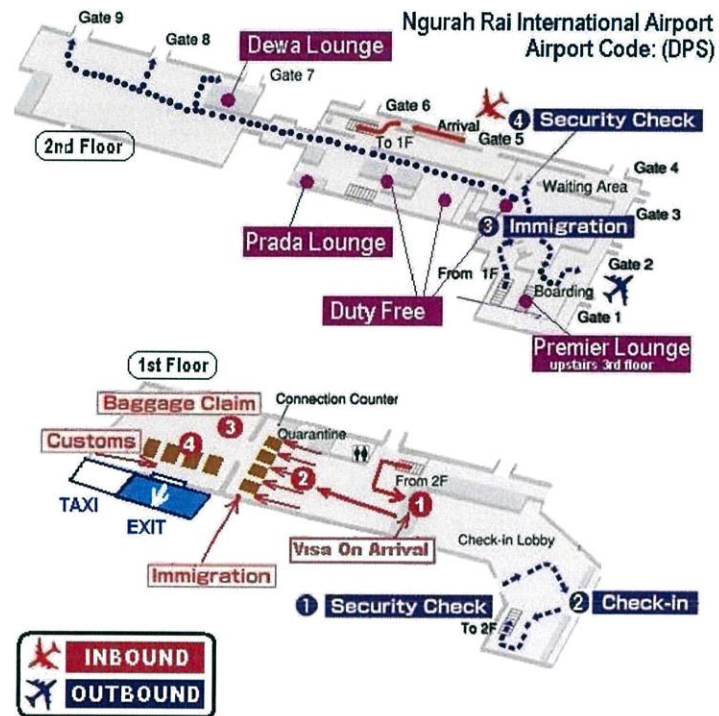 Ngurah Rai International Airport
Airport Code: (DPS)
Gate 9
Gate 8
Dewa Lounge
Gate 7
Gate 6
Arrival
4 Security Check
To 1F
Gate 5
2nd Floor
Gate 4
Waiting Area
Gate 3
Prada Lounge
3 Immigration
From 1F
Gate 2
Duty Free
Boarding
Gate 1
Premier Lounge
upstairs 3rd floor
1st Floor
Baggage Claim
Connection Counter
3
Quarantine
Customs
4
2
From 2F
1
TAXI
EXIT
Visa On Arrival
Check-in Lobby
Immigration
1 Security Check
2 Check-in
To 2F
INBOUND
OUTBOUND